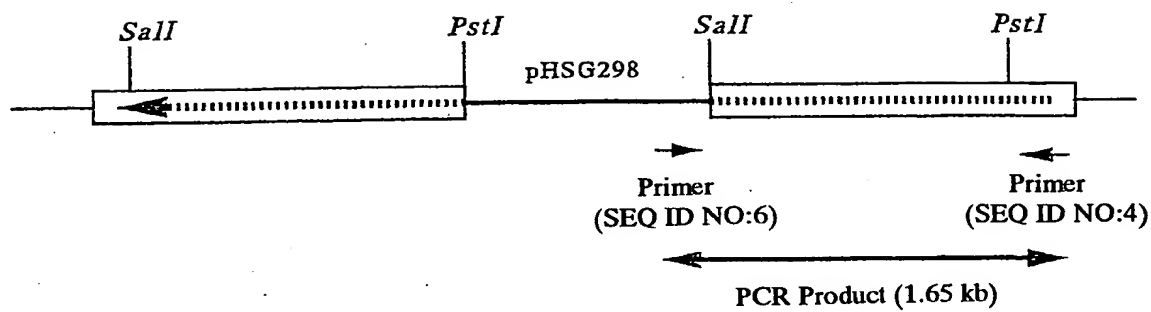 SalI PstI SalI PstI
pHSG298
Primer
(SEQ ID NO:6)
Primer
(SEQ ID NO:4)
PCR Product (1.65 kb)